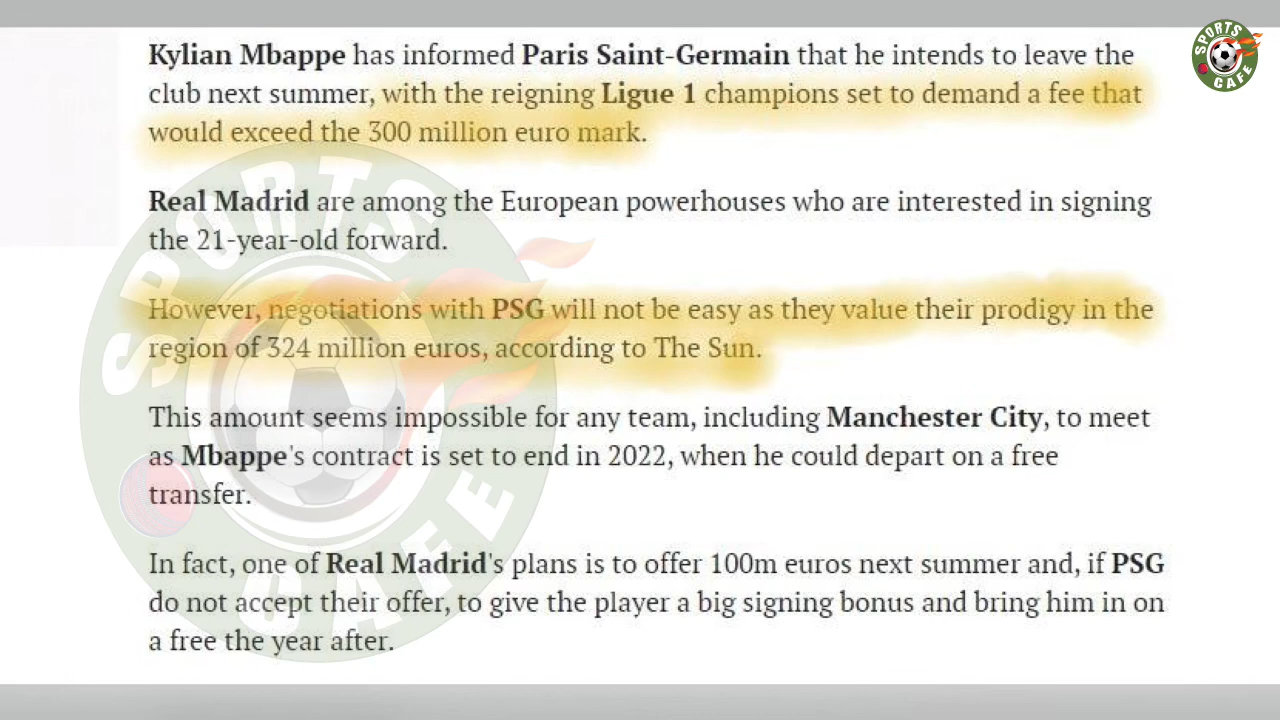 Kylian Mbappe has informed Paris Saint-Germain that he intends to leave the
club next summer, with the reigning Ligue 1 champions set to demand a fee that
would exceed the 300 million euro mark.
Real Madrid are among the European powerhouses who are interested in signing
the 21-year-old forward.
However, negotiations with PSG will not be easy as they value their prodigy in the
region of 324 million euros, according to The Sun.
This amount seems impossible for any team, including Manchester City, to meet
as Mbappe's contract is set to end in 2022, when he could depart on a free
transfer.
In fact, one of Real Madrid's plans is to offer 100m euros next summer and, if PSG
do not accept their offer, to give the player a big signing bonus and bring him in on
a free the year after.
SPORTS
CAFE
SPORTS
CAFE